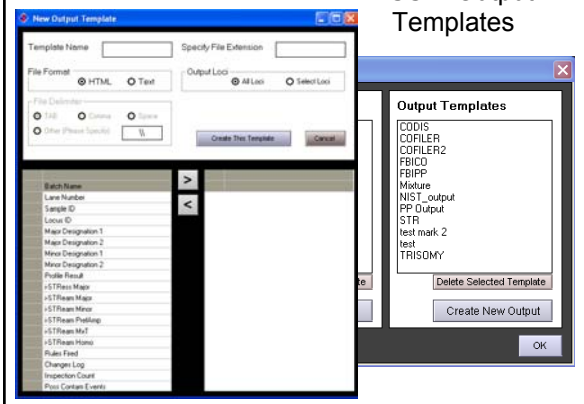 Templates
New Output Template
Template Name
Specify File Extension
File Format
HTML
Text
Output Loci
All Loci
Select Loci
File Delimiter
TAB
Comma
Space
Other (Please Specify)
\\
Create This Template
Cancel
>
<
Batch Name
Lane Number
Sample ID
Locus ID
Major Designation 1
Major Designation 2
Minor Designation 1
Minor Designation 2
Profile Result
Rules Fired
Changes Log
Inspection Count
Poss Contam Events
Output Templates
CODIS
COFILER
COFILER2
FBICO
FBIPP
Mixture
NIST_output
PP Output
STR
test mark 2
test
TRISOMY
te
Delete Selected Template
Create New Output
OK